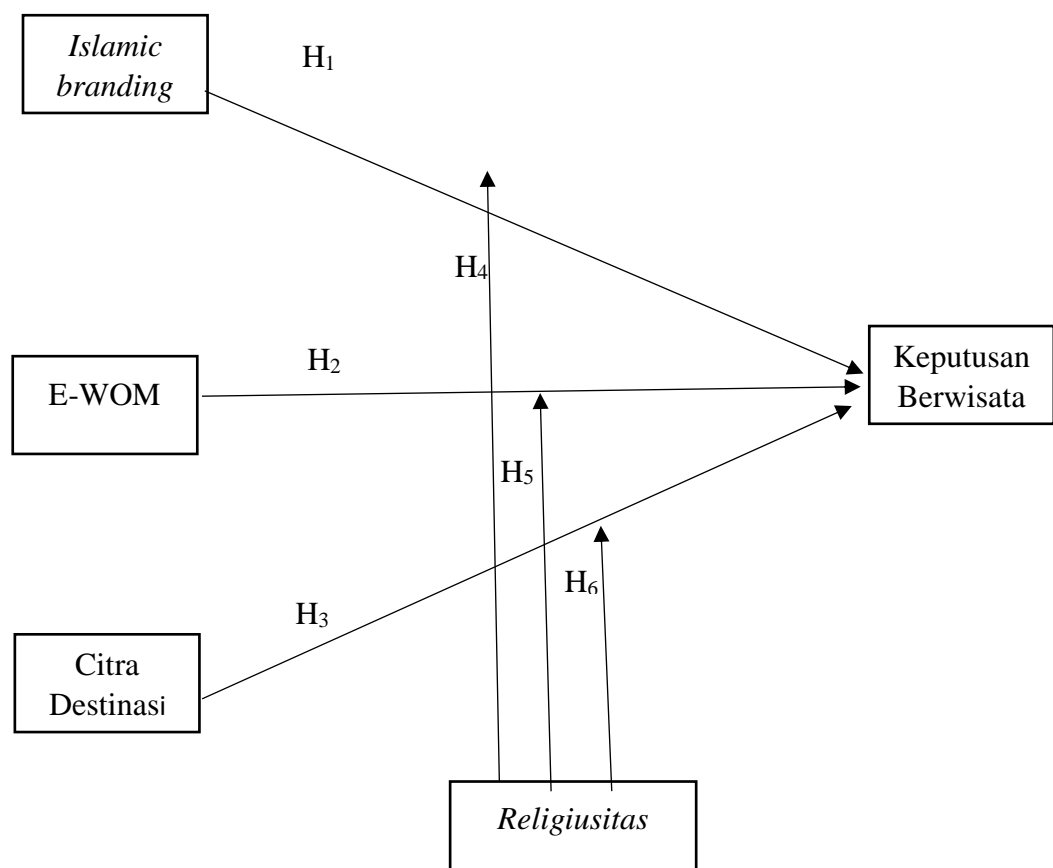 Islamic
branding
H1
H4
E-WOM
H2
Keputusan
Berwisata
H5
H6
H3
Citra
Destinasi
Religiusitas